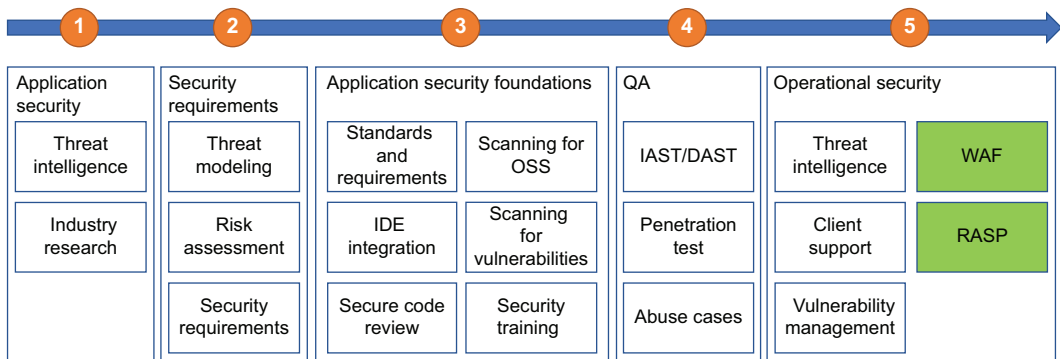 1
2
3
4
5
Application
security
Threat
intelligence
Industry
research
Security
requirements
Threat
modeling
Risk
assessment
Security
requirements
Application security foundations
Standards
and
requirements
Scanning for
OSS
IDE
integration
Scanning
for
vulnerabilities
Secure code
review
Security
training
QA
IAST/DAST
Penetration
test
Abuse cases
Operational security
Threat
intelligence
WAF
Client
support
RASP
Vulnerability
management